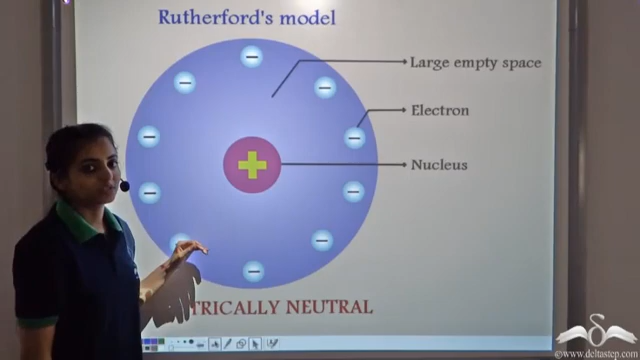 Rutherford's model
Large empty space
Electron
Nucleus
TRICALLY NEUTRAL
©www.deltastep.com